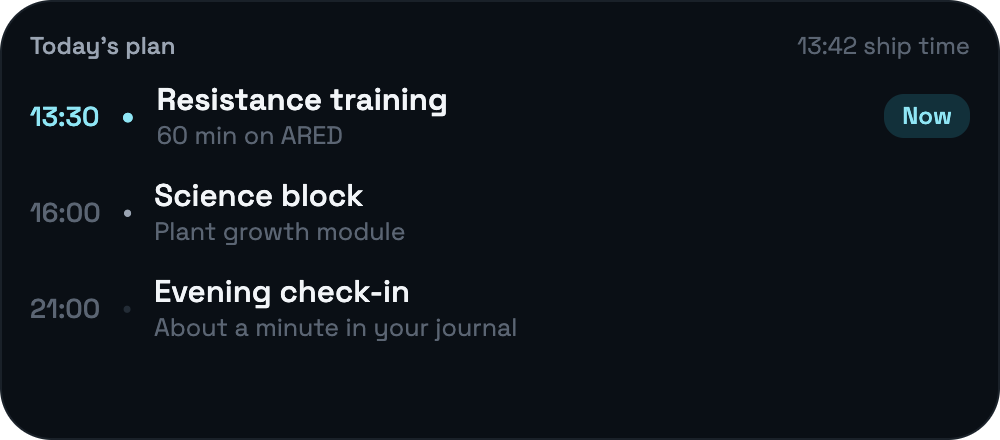 Today's plan
13:42 ship time
13:30
Resistance training
60 min on ARED
Now
16:00
Science block
Plant growth module
21:00
Evening check-in
About a minute in your journal